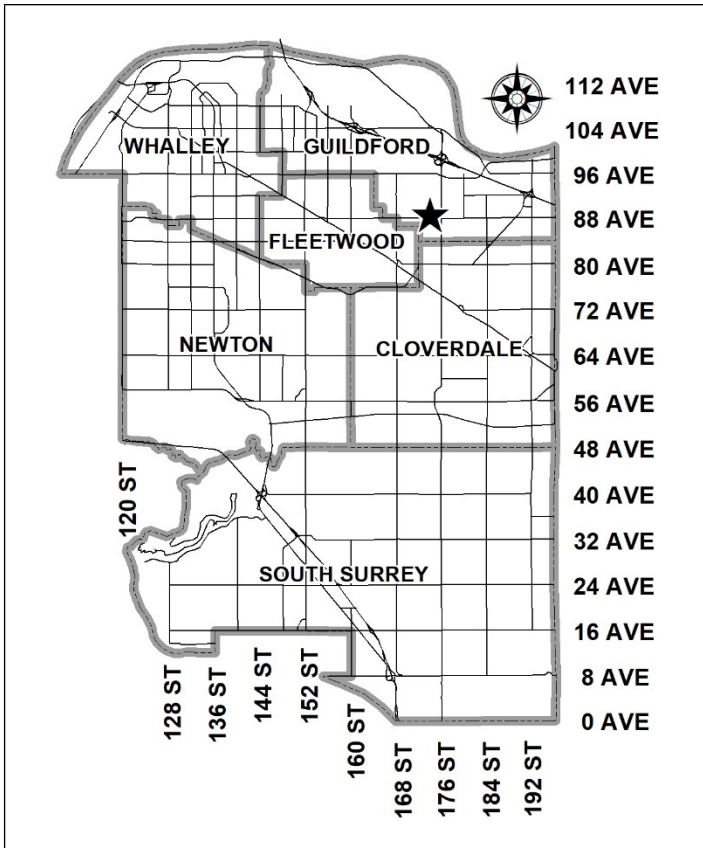 112 AVE
104 AVE
WHALLEY
GUILDFORD
96 AVE
88 AVE
FLEETWOOD
80 AVE
72 AVE
NEWTON
CLOVERDALE
64 AVE
56 AVE
48 AVE
120 ST
40 AVE
32 AVE
SOUTH SURREY
24 AVE
16 AVE
8 AVE
0 AVE
128 ST
136 ST
144 ST
152 ST
160 ST
168 ST
176 ST
184 ST
192 ST